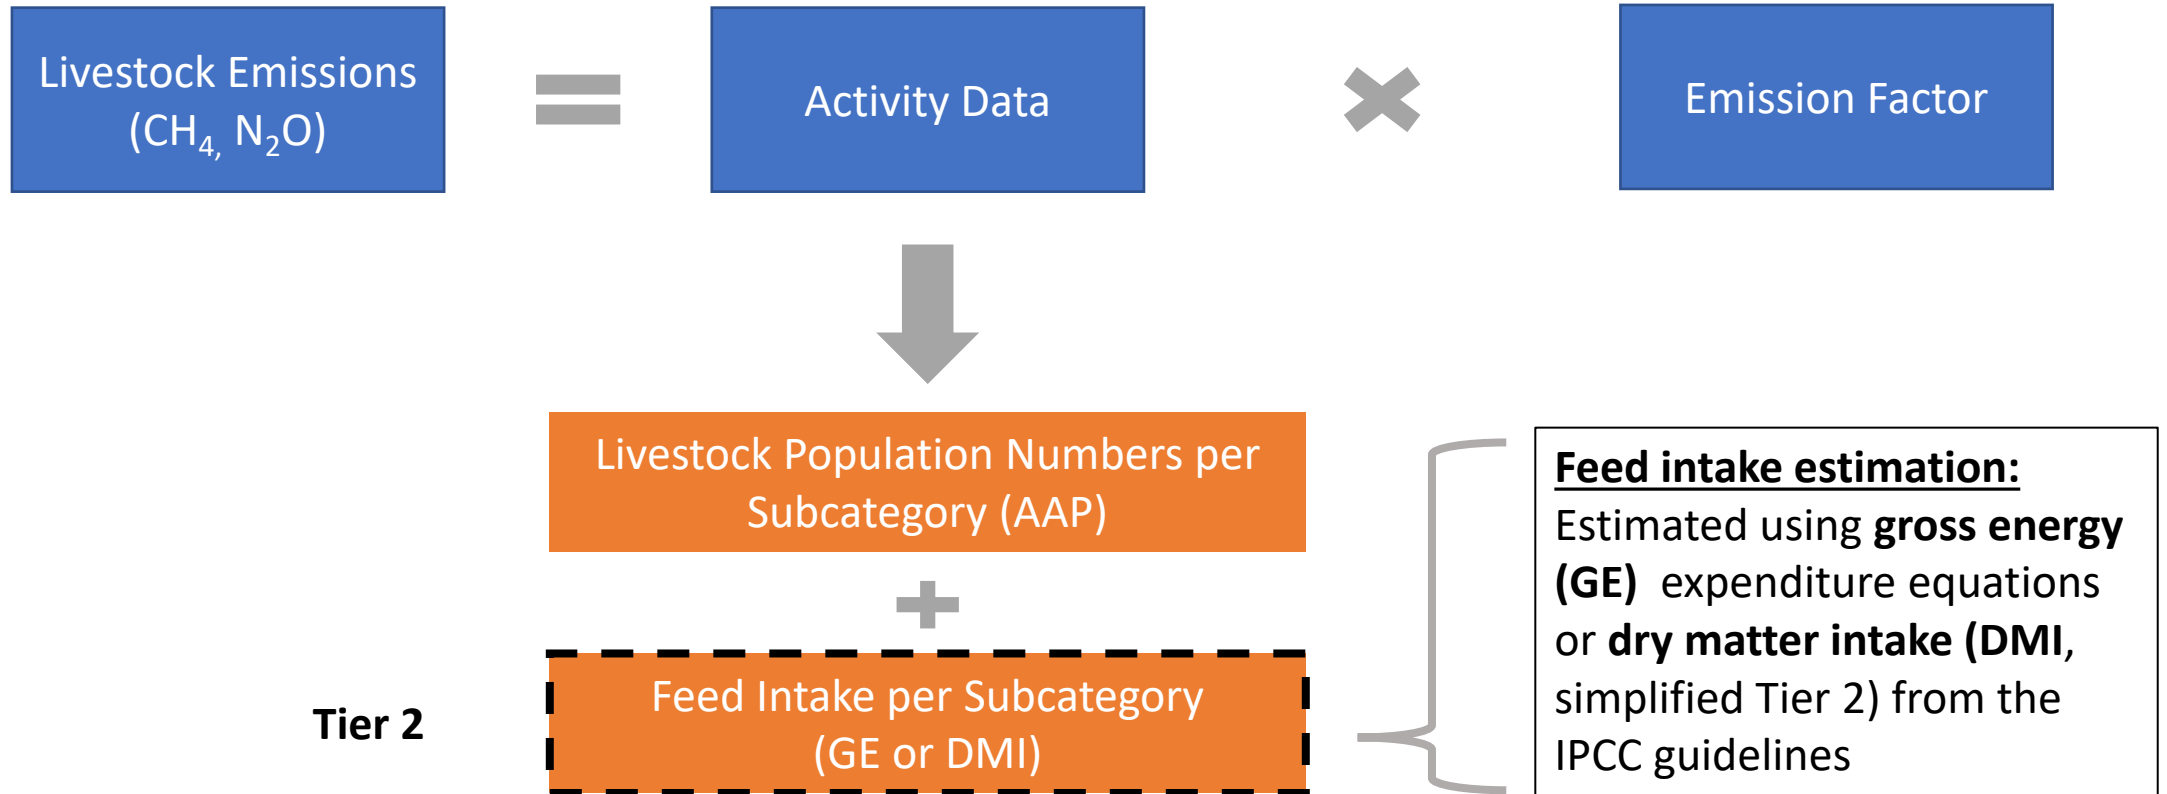 Livestock Emissions
(CH4, N2O)
Activity Data
Emission Factor
Livestock Population Numbers per
Subcategory (AAP)
Tier 2
Feed Intake per Subcategory
(GE or DMI)
Feed intake estimation:
Estimated using gross energy
(GE) expenditure equations
or dry matter intake (DMI,
simplified Tier 2) from the
IPCC guidelines